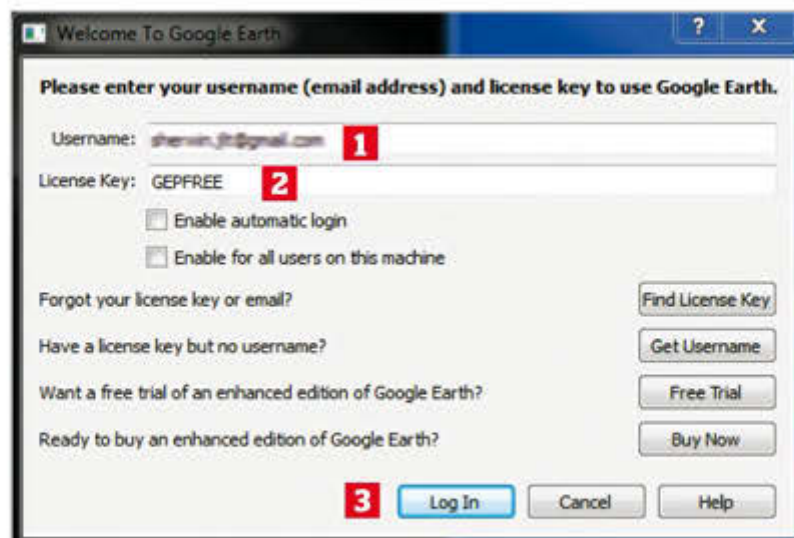 Welcome To Google Earth
? X
Please enter your username (email address) and license key to use Google Earth.
Username: 1
License Key: GEPFREE 2
Enable automatic login
Enable for all users on this machine
Forgot your license key or email? Find License Key
Have a license key but no username? Get Username
Want a free trial of an enhanced edition of Google Earth? Free Trial
Ready to buy an enhanced edition of Google Earth? Buy Now
3 Log In Cancel Help